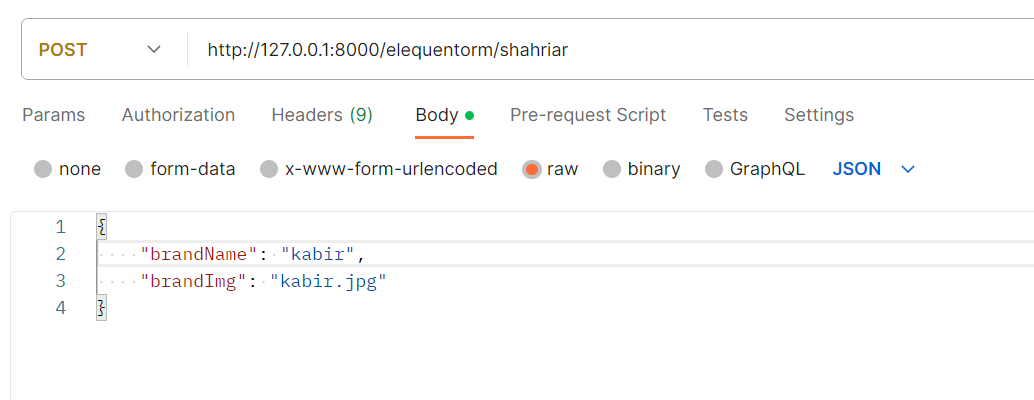 POST http://127.0.0.1:8000/elequentorm/shahriar
Params Authorization Headers (9) Body Pre-request Script Tests Settings
none form-data x-www-form-urlencoded raw binary GraphQL JSON
1 {
2 "brandName": "kabir",
3 "brandImg": "kabir.jpg"
4 }